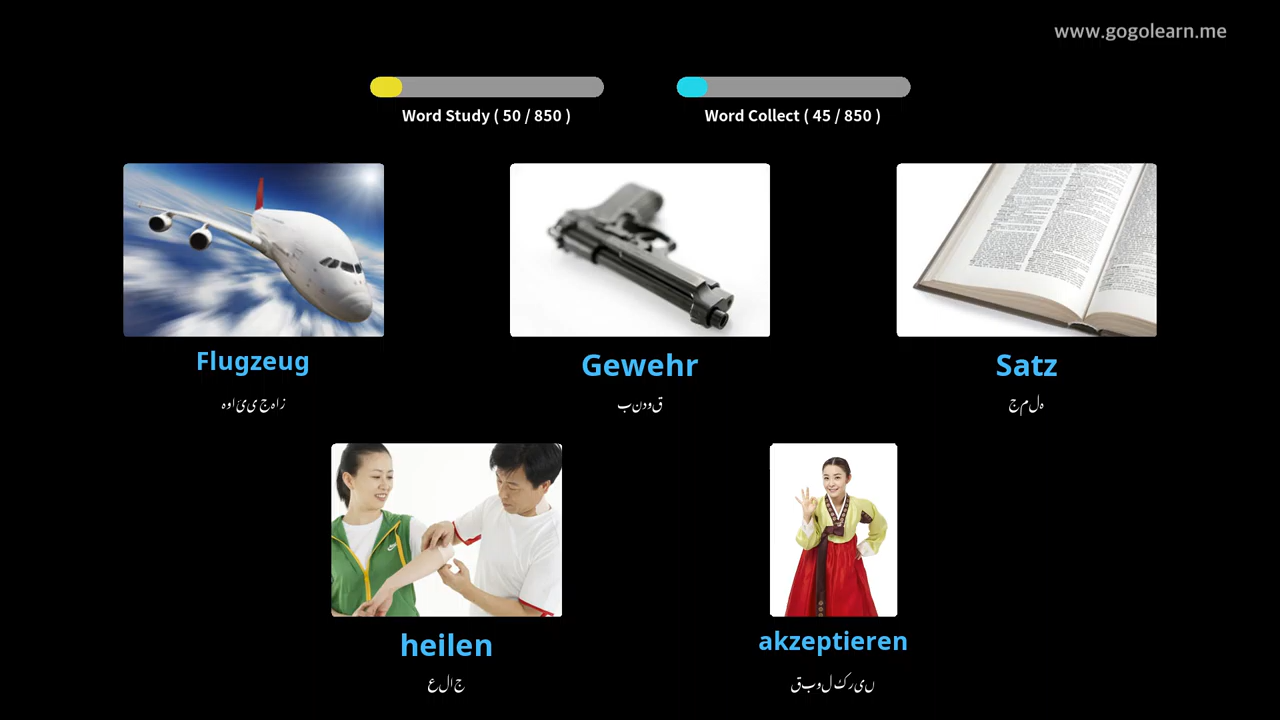 www.gogolearn.me
Word Study ( 50 / 850 )
Word Collect ( 45 / 850 )
Flugzeug
Gewehr
Satz
ہوائی جہاز
بندوق
جملہ
heilen
akzeptieren
علاج
قبول کریں